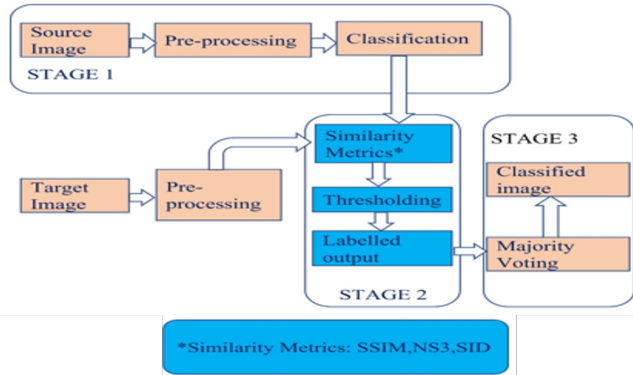 Source
Image
Pre-processing
Classification
STAGE 1
Similarity
Metrics*
Target
Image
Pre-
processing
Thresholding
Labelled
output
STAGE 2
STAGE 3
Classified
image
Majority
Voting
*Similarity Metrics: SSIM,NS3,SID